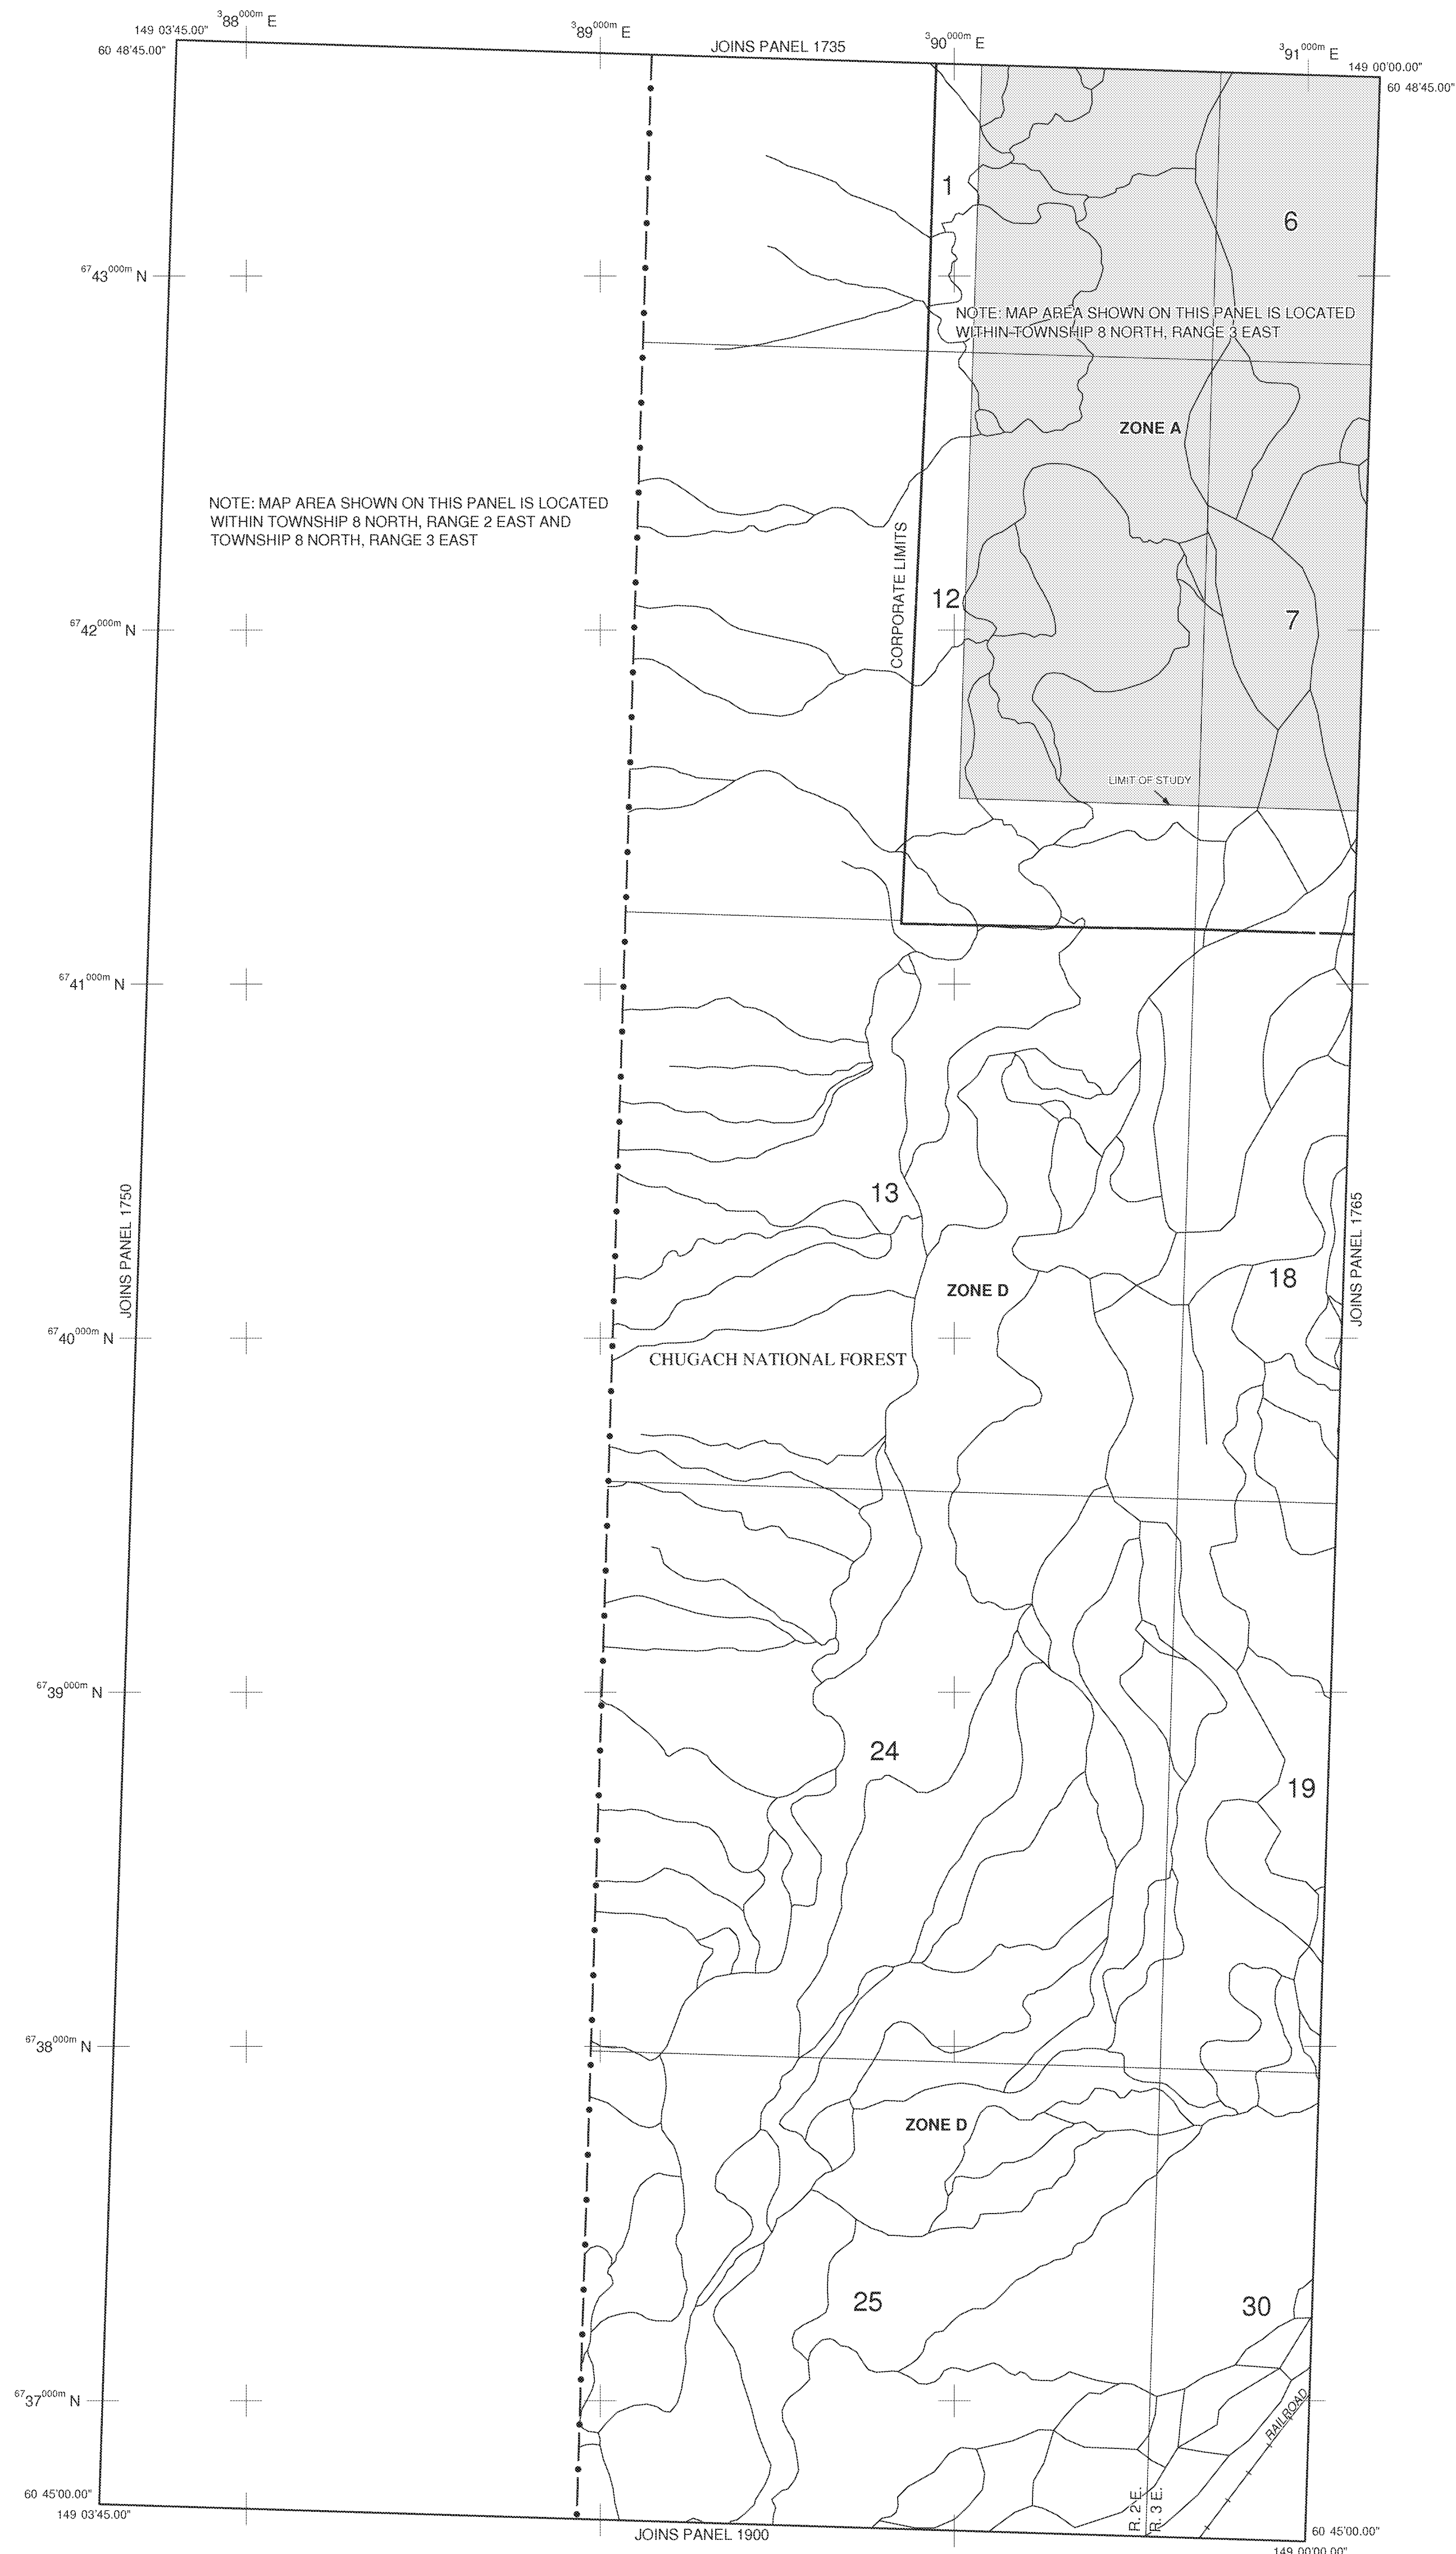 149 03'45.00"
388000m E
389000m E
JOINS PANEL 1735
390000m E
391000m E
149 00'00.00"
60 48'45.00"
60 48'45.00"
1
6
6743000m N
NOTE: MAP AREA SHOWN ON THIS PANEL IS LOCATED
WITHIN TOWNSHIP 8 NORTH, RANGE 3 EAST
ZONE A
NOTE: MAP AREA SHOWN ON THIS PANEL IS LOCATED
WITHIN TOWNSHIP 8 NORTH, RANGE 2 EAST AND
TOWNSHIP 8 NORTH, RANGE 3 EAST
CORPORATE LIMITS
12
7
6742000m N
LIMIT OF STUDY
6741000m N
JOINS PANEL 1750
13
JOINS PANEL 1765
18
ZONE D
6740000m N
CHUGACH NATIONAL FOREST
6739000m N
24
19
6738000m N
ZONE D
25
30
6737000m N
RAILROAD
60 45'00.00"
149 03'45.00"
R. 2 E.
R. 3 E.
JOINS PANEL 1900
60 45'00.00"
149 00'00.00"